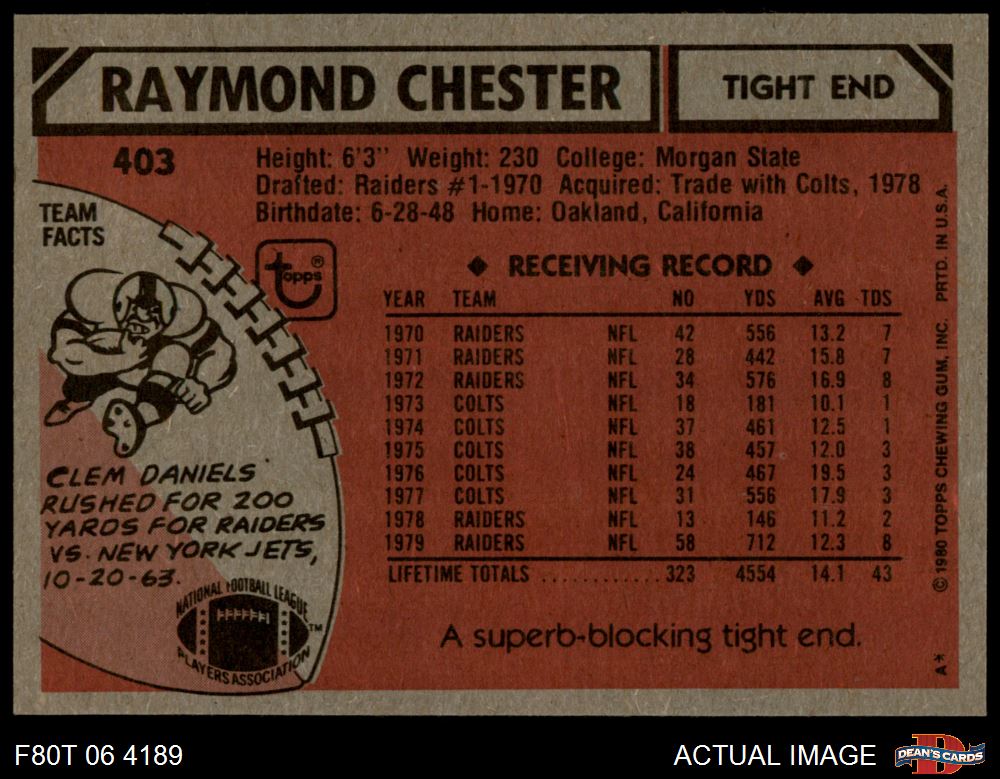 RAYMOND CHESTER
TIGHT END
403
Height: 6'3" Weight: 230 College: Morgan State
Drafted: Raiders #1-1970 Acquired: Trade with Colts, 1978
Birthdate: 6-28-48 Home: Oakland, California
TEAM
FACTS
topps®
CLEM DANIELS
RUSHED FOR 200
YARDS FOR RAIDERS
VS. NEW YORK JETS,
10-20-63.
NATIONAL FOOTBALL LEAGUE
PLAYERS ASSOCIATION
TM
◆ RECEIVING RECORD ◆
YEAR TEAM NO YDS AVG TDS
1970 RAIDERS NFL 42 556 13.2 7
1971 RAIDERS NFL 28 442 15.8 7
1972 RAIDERS NFL 34 576 16.9 8
1973 COLTS NFL 18 181 10.1 1
1974 COLTS NFL 37 461 12.5 1
1975 COLTS NFL 38 457 12.0 3
1976 COLTS NFL 24 467 19.5 3
1977 COLTS NFL 31 556 17.9 3
1978 RAIDERS NFL 13 146 11.2 2
1979 RAIDERS NFL 58 712 12.3 8
LIFETIME TOTALS ............ 323 4554 14.1 43
A superb-blocking tight end.
A* © 1980 TOPPS CHEWING GUM, INC. PRTD. IN U.S.A.
F80T 06 4189
ACTUAL IMAGE
DEAN'S CARDS